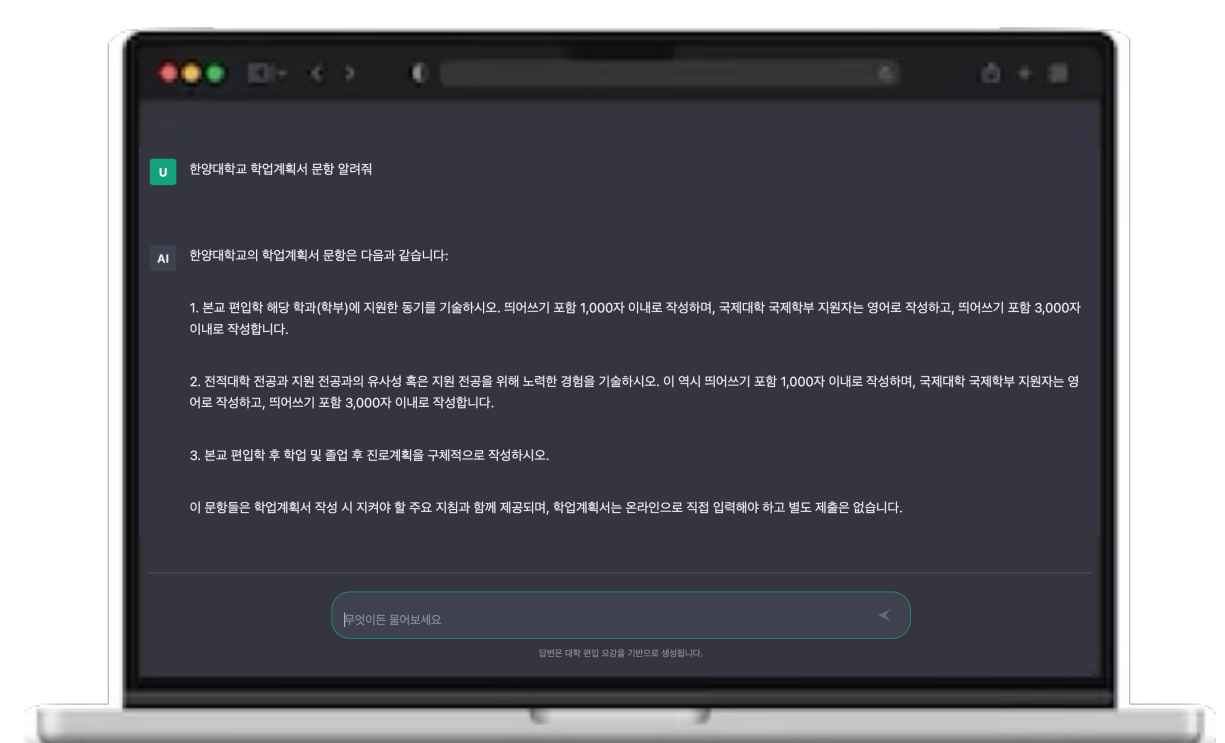 U
한양대학교 학업계획서 문항 알려줘
AI
한양대학교의 학업계획서 문항은 다음과 같습니다:
1. 본교 편입학 해당 학과(학부)에 지원한 동기를 기술하시오. 띄어쓰기 포함 1,000자 이내로 작성하며, 국제대학 국제학부 지원자는 영어로 작성하고, 띄어쓰기 포함 3,000자
이내로 작성합니다.
2. 전적대학 전공과 지원 전공과의 유사성 혹은 지원 전공을 위해 노력한 경험을 기술하시오. 이 역시 띄어쓰기 포함 1,000자 이내로 작성하며, 국제대학 국제학부 지원자는 영
어로 작성하고, 띄어쓰기 포함 3,000자 이내로 작성합니다.
3. 본교 편입학 후 학업 및 졸업 후 진로계획을 구체적으로 작성하시오.
이 문항들은 학업계획서 작성 시 지켜야 할 주요 지침과 함께 제공되며, 학업계획서는 온라인으로 직접 입력해야 하고 별도 제출은 없습니다.
무엇이든 물어보세요
답변은 대학 편입 요강을 기반으로 생성됩니다.